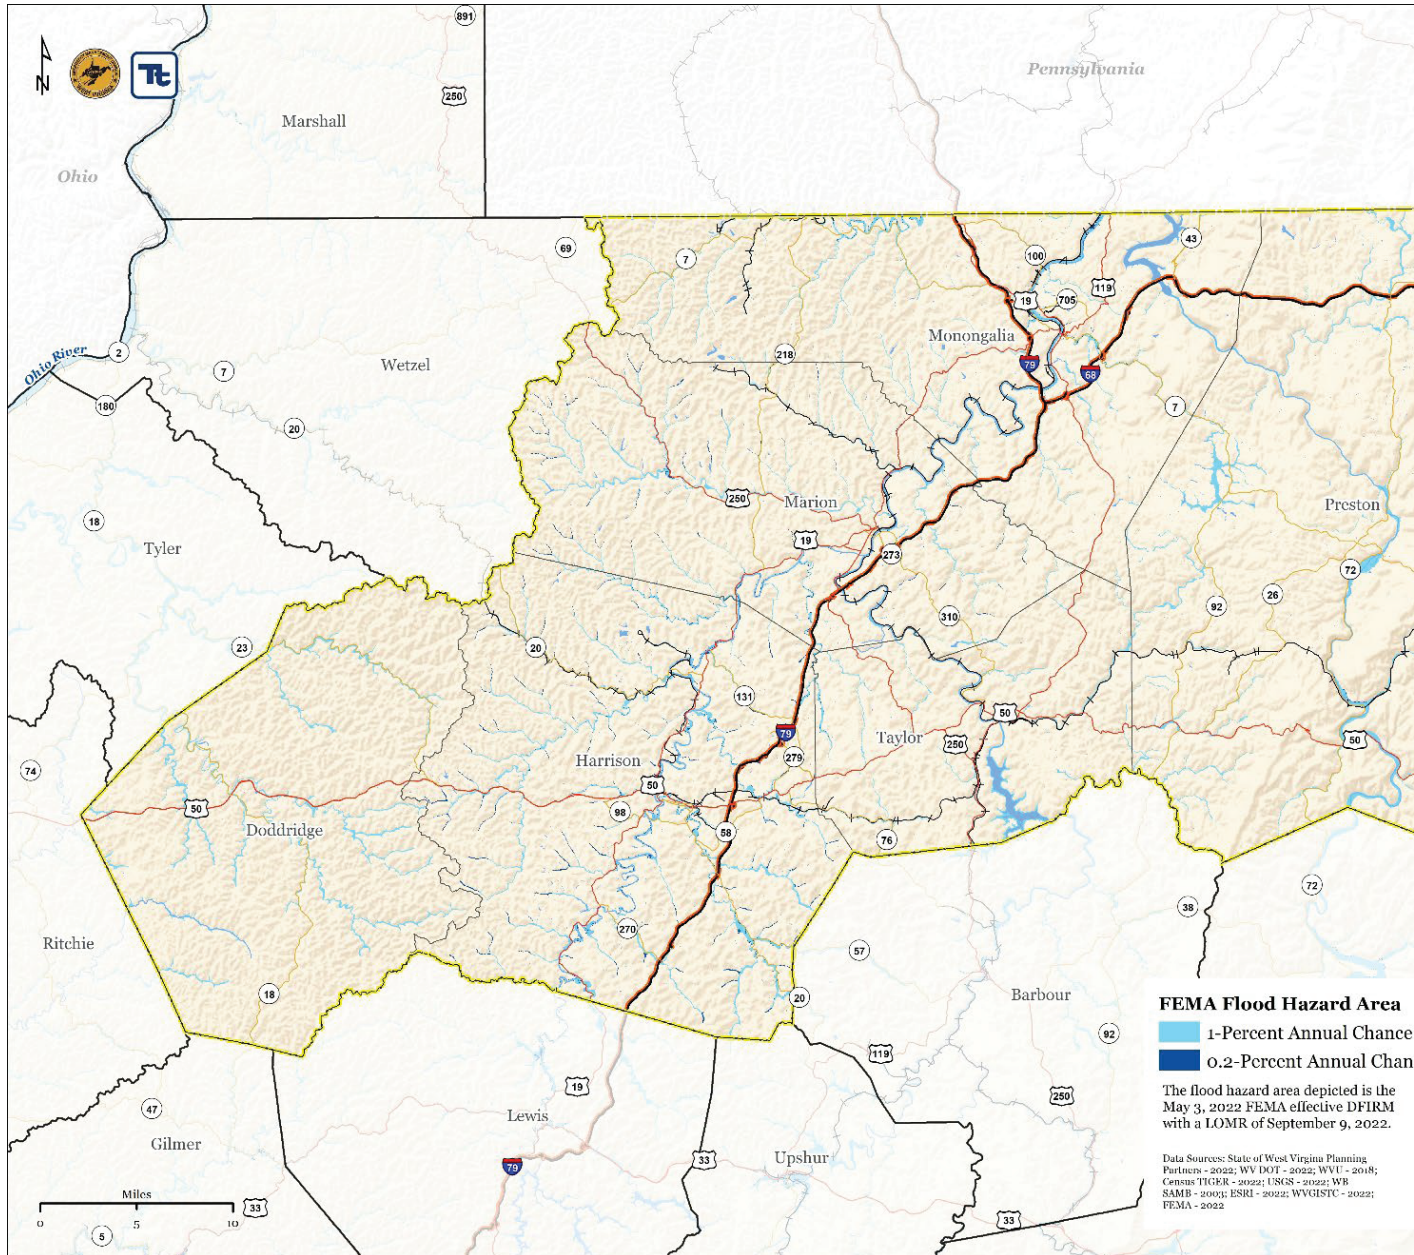 891
Pennsylvania
N
Tt
250
Marshall
Ohio
69
7
100
43
19
705
119
Monongalia
Ohio River
2
7
Wetzel
218
79
68
180
20
7
250
Marion
Preston
18
Tyler
19
273
72
92
26
310
23
20
131
50
79
Taylor
250
50
Harrison
279
74
50
50
98
58
Doddridge
76
72
38
Ritchie
270
57
18
20
Barbour
FEMA Flood Hazard Area
1-Percent Annual Chance
0.2-Percent Annual Chan
The flood hazard area depicted is the
May 3, 2022 FEMA effective DFIRM
with a LOMR of September 9, 2022.
Data Sources: State of West Virgina Planning
Partners - 2022; WV DOT - 2022; WVU - 2018;
Census TIGER - 2022; USGS - 2022; WB
SAMB - 2003; ESRI - 2022; WVGISTC - 2022;
FEMA - 2022
92
119
19
250
47
Lewis
Gilmer
79
33
Upshur
Miles
0 5 10
33
33
5